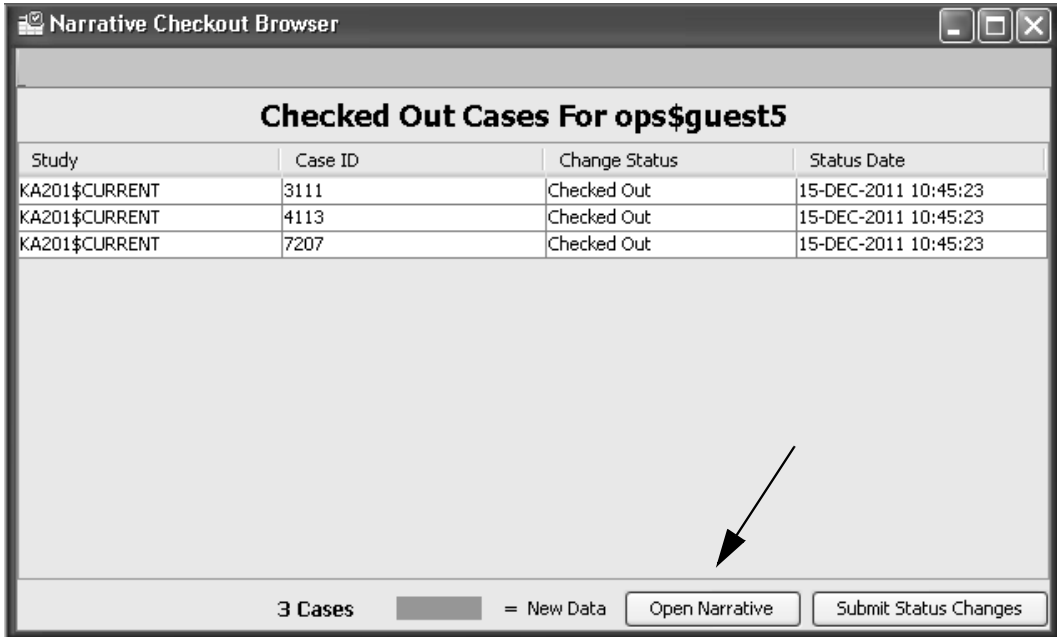 Narrative Checkout Browser
Checked Out Cases For ops$guest5
Study Case ID Change Status Status Date
KA201$CURRENT 3111 Checked Out 15-DEC-2011 10:45:23
KA201$CURRENT 4113 Checked Out 15-DEC-2011 10:45:23
KA201$CURRENT 7207 Checked Out 15-DEC-2011 10:45:23
3 Cases = New Data Open Narrative Submit Status Changes